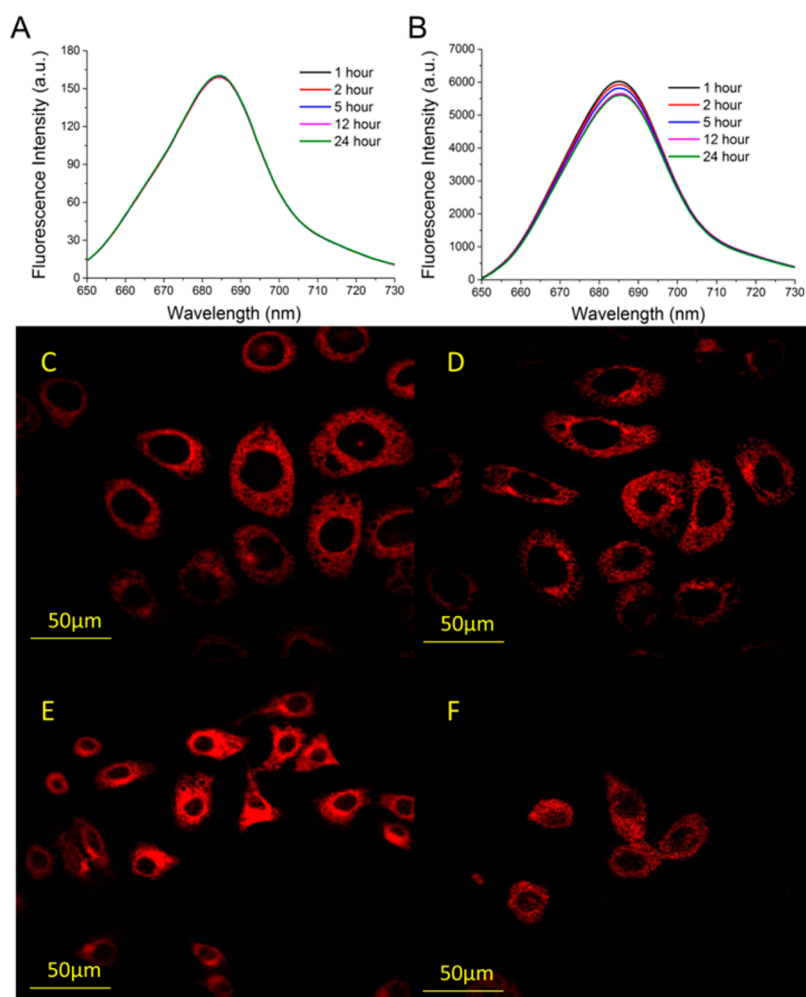 A
Fluorescence Intensity (a.u.)
180
150
120
90
60
30
0
1 hour
2 hour
5 hour
12 hour
24 hour
650 660 670 680 690 700 710 720 730
Wavelength (nm)
B
Fluorescence Intensity (a.u.)
7000
6000
5000
4000
3000
2000
1000
0
1 hour
2 hour
5 hour
12 hour
24 hour
650 660 670 680 690 700 710 720 730
Wavelength (nm)
C
50μm
D
50μm
E
50μm
F
50μm